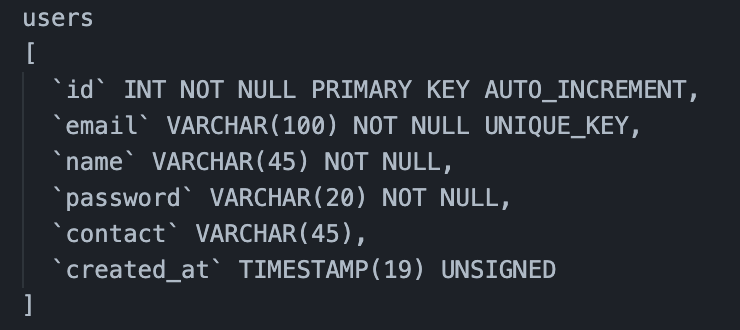 users
[
`id` INT NOT NULL PRIMARY KEY AUTO_INCREMENT,
`email` VARCHAR(100) NOT NULL UNIQUE_KEY,
`name` VARCHAR(45) NOT NULL,
`password` VARCHAR(20) NOT NULL,
`contact` VARCHAR(45),
`created_at` TIMESTAMP(19) UNSIGNED
]